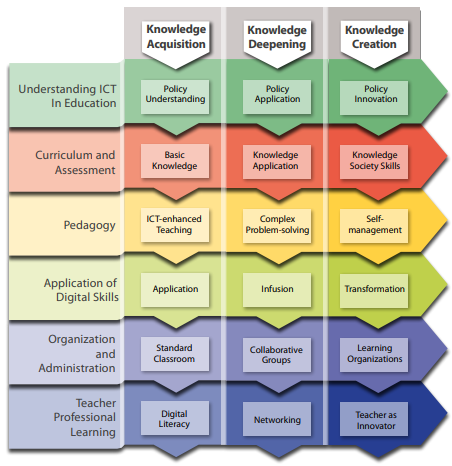 Knowledge
Acquisition
Knowledge
Deepening
Knowledge
Creation
Understanding ICT
In Education
Policy
Understanding
Policy
Application
Policy
Innovation
Curriculum and
Assessment
Basic
Knowledge
Knowledge
Application
Knowledge
Society Skills
Pedagogy
ICT-enhanced
Teaching
Complex
Problem-solving
Self-
management
Application of
Digital Skills
Application
Infusion
Transformation
Organization
and
Administration
Standard
Classroom
Collaborative
Groups
Learning
Organizations
Teacher
Professional
Learning
Digital
Literacy
Networking
Teacher as
Innovator